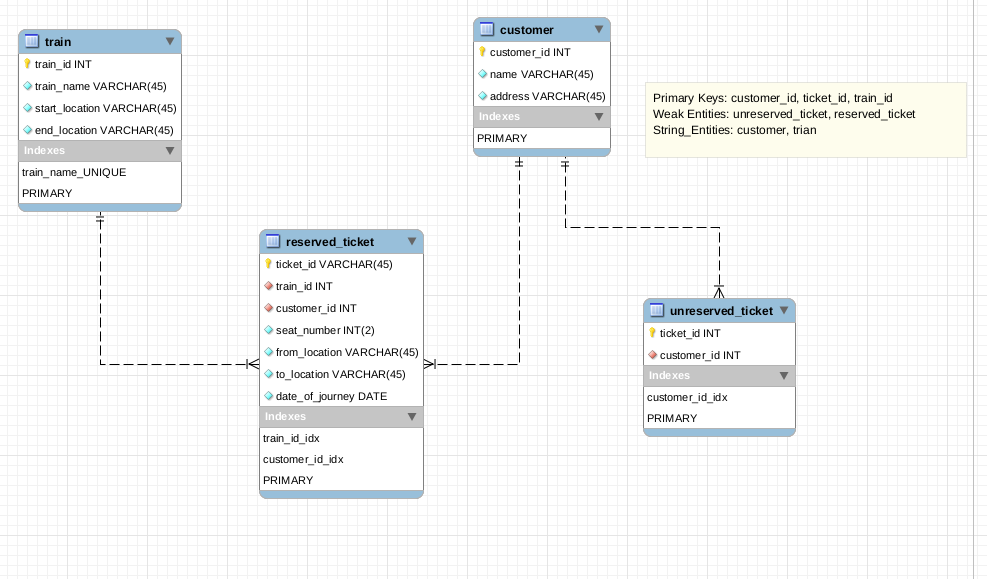 train
train_id INT
train_name VARCHAR(45)
start_location VARCHAR(45)
end_location VARCHAR(45)
Indexes
train_name_UNIQUE
PRIMARY
customer
customer_id INT
name VARCHAR(45)
address VARCHAR(45)
Indexes
PRIMARY
Primary Keys: customer_id, ticket_id, train_id
Weak Entities: unreserved_ticket, reserved_ticket
String_Entities: customer, trian
reserved_ticket
ticket_id VARCHAR(45)
train_id INT
customer_id INT
seat_number INT(2)
from_location VARCHAR(45)
to_location VARCHAR(45)
date_of_journey DATE
Indexes
train_id_idx
customer_id_idx
PRIMARY
unreserved_ticket
ticket_id INT
customer_id INT
Indexes
customer_id_idx
PRIMARY